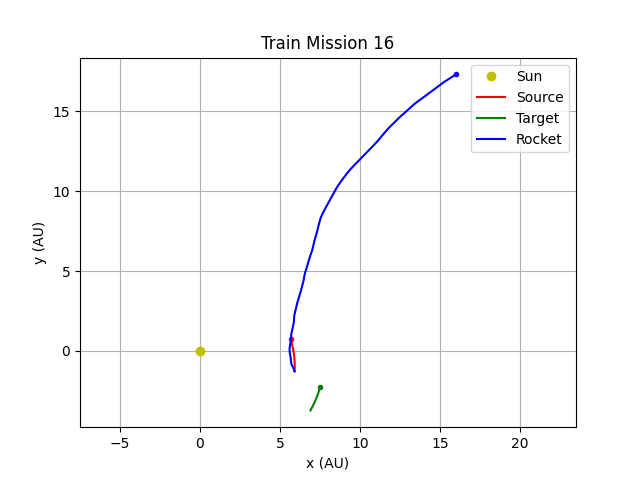 Train Mission 16
Sun
Source
Target
Rocket
15
10
5
0
y (AU)
−5
0
5
10
15
20
x (AU)